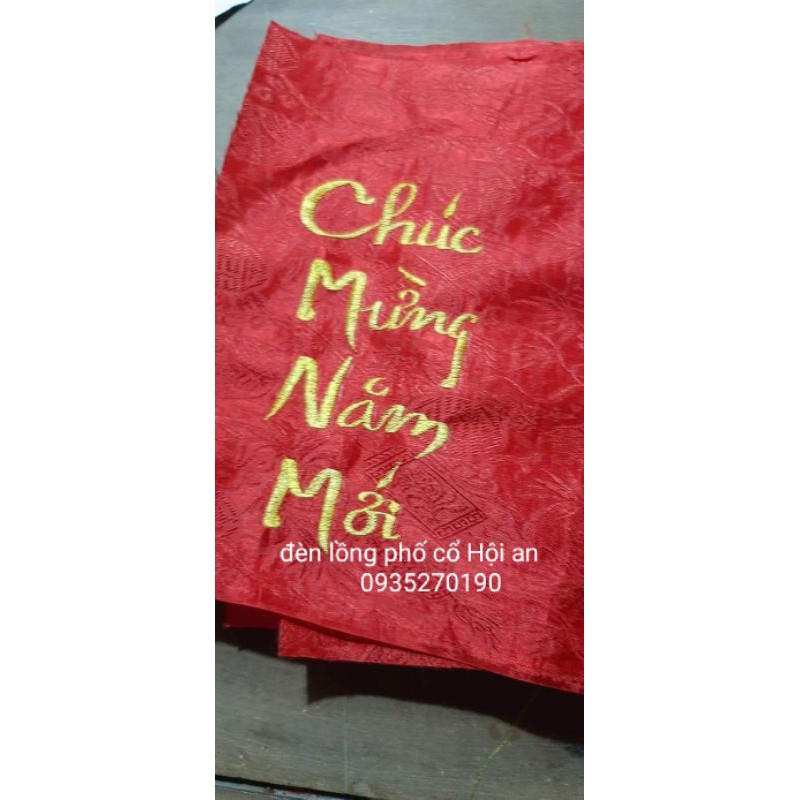 Chúc
Mừng
Năm
Mới
đèn lồng phố cổ Hội an
0935270190